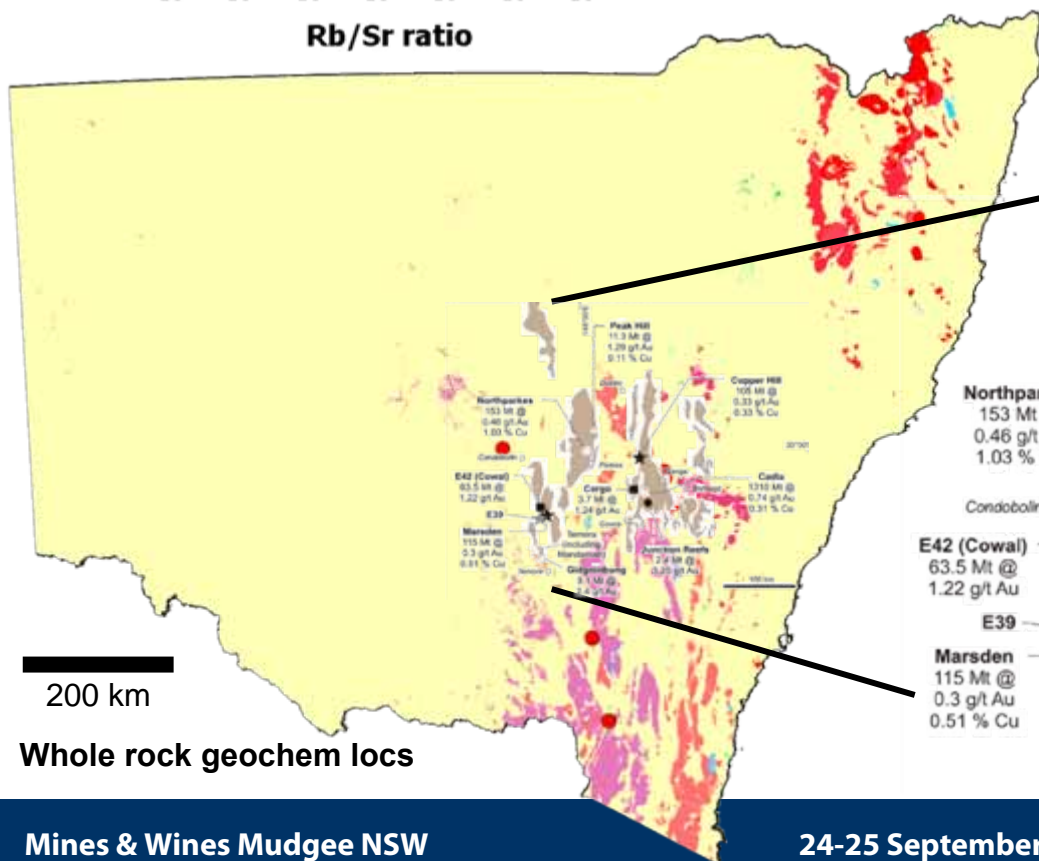 Rb/Sr ratio
Peak Hill
11.3 Mt @
1.29 g/t Au
0.11 % Cu
Copper Hill
105 Mt @
0.33 g/t Au
0.33 % Cu
Northparkes
153 Mt @
0.46 g/t Au
1.03 % Cu
Condobolin
E42 (Cowal)
63.5 Mt @
1.22 g/t Au
E39
Marsden
115 Mt @
0.3 g/t Au
0.51 % Cu
Cargo
3.7 Mt @
1.24 g/t Au
Cadia
1310 Mt @
0.74 g/t Au
0.31 % Cu
Temora
(including
Gidginbung
Junction Reefs
100 km
Northpar
153 Mt
0.46 g/t
1.03 %
Condobolin
E42 (Cowal)
63.5 Mt @
1.22 g/t Au
E39
Marsden
115 Mt @
0.3 g/t Au
0.51 % Cu
200 km
Whole rock geochem locs
Mines & Wines Mudgee NSW
24-25 September